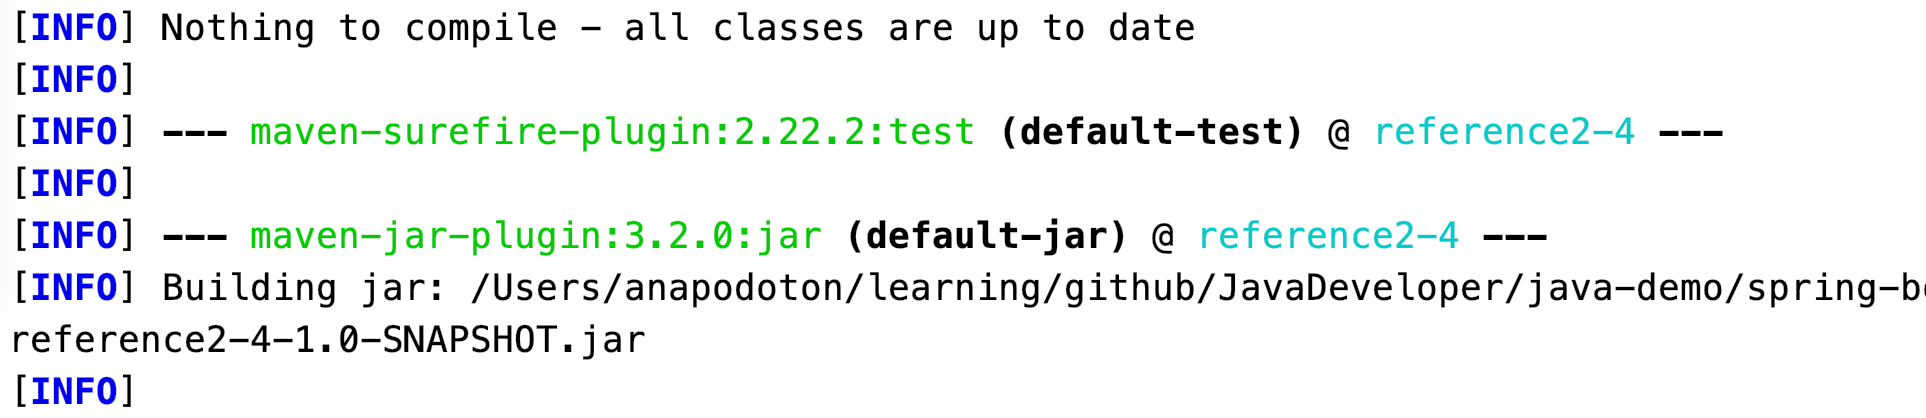 [INFO] Nothing to compile - all classes are up to date
[INFO]
[INFO] --- maven-surefire-plugin:2.22.2:test (default-test) @ reference2-4 ---
[INFO]
[INFO] --- maven-jar-plugin:3.2.0:jar (default-jar) @ reference2-4 ---
[INFO] Building jar: /Users/anapodoton/learning/github/JavaDeveloper/java-demo/spring-b
reference2-4-1.0-SNAPSHOT.jar
[INFO]